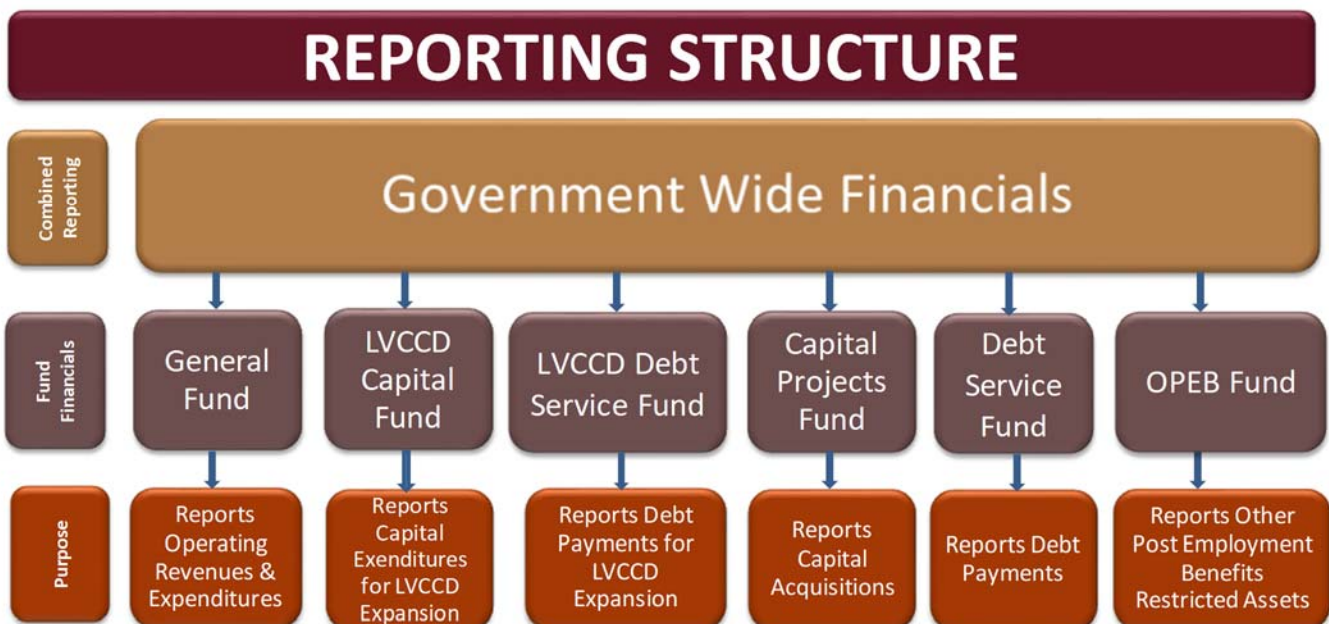 REPORTING STRUCTURE
Combined
Reporting
Government Wide Financials
Fund
Financials
General
Fund
LVCCD
Capital
Fund
LVCCD Debt
Service Fund
Capital
Projects
Fund
Debt
Service
Fund
OPEB Fund
Purpose
Reports
Operating
Revenues &
Expenditures
Reports
Capital
Exenditures
for LVCCD
Expansion
Reports Debt
Payments for
LVCCD
Expansion
Reports
Capital
Acquisitions
Reports Debt
Payments
Reports Other
Post Employment
Benefits
Restricted Assets